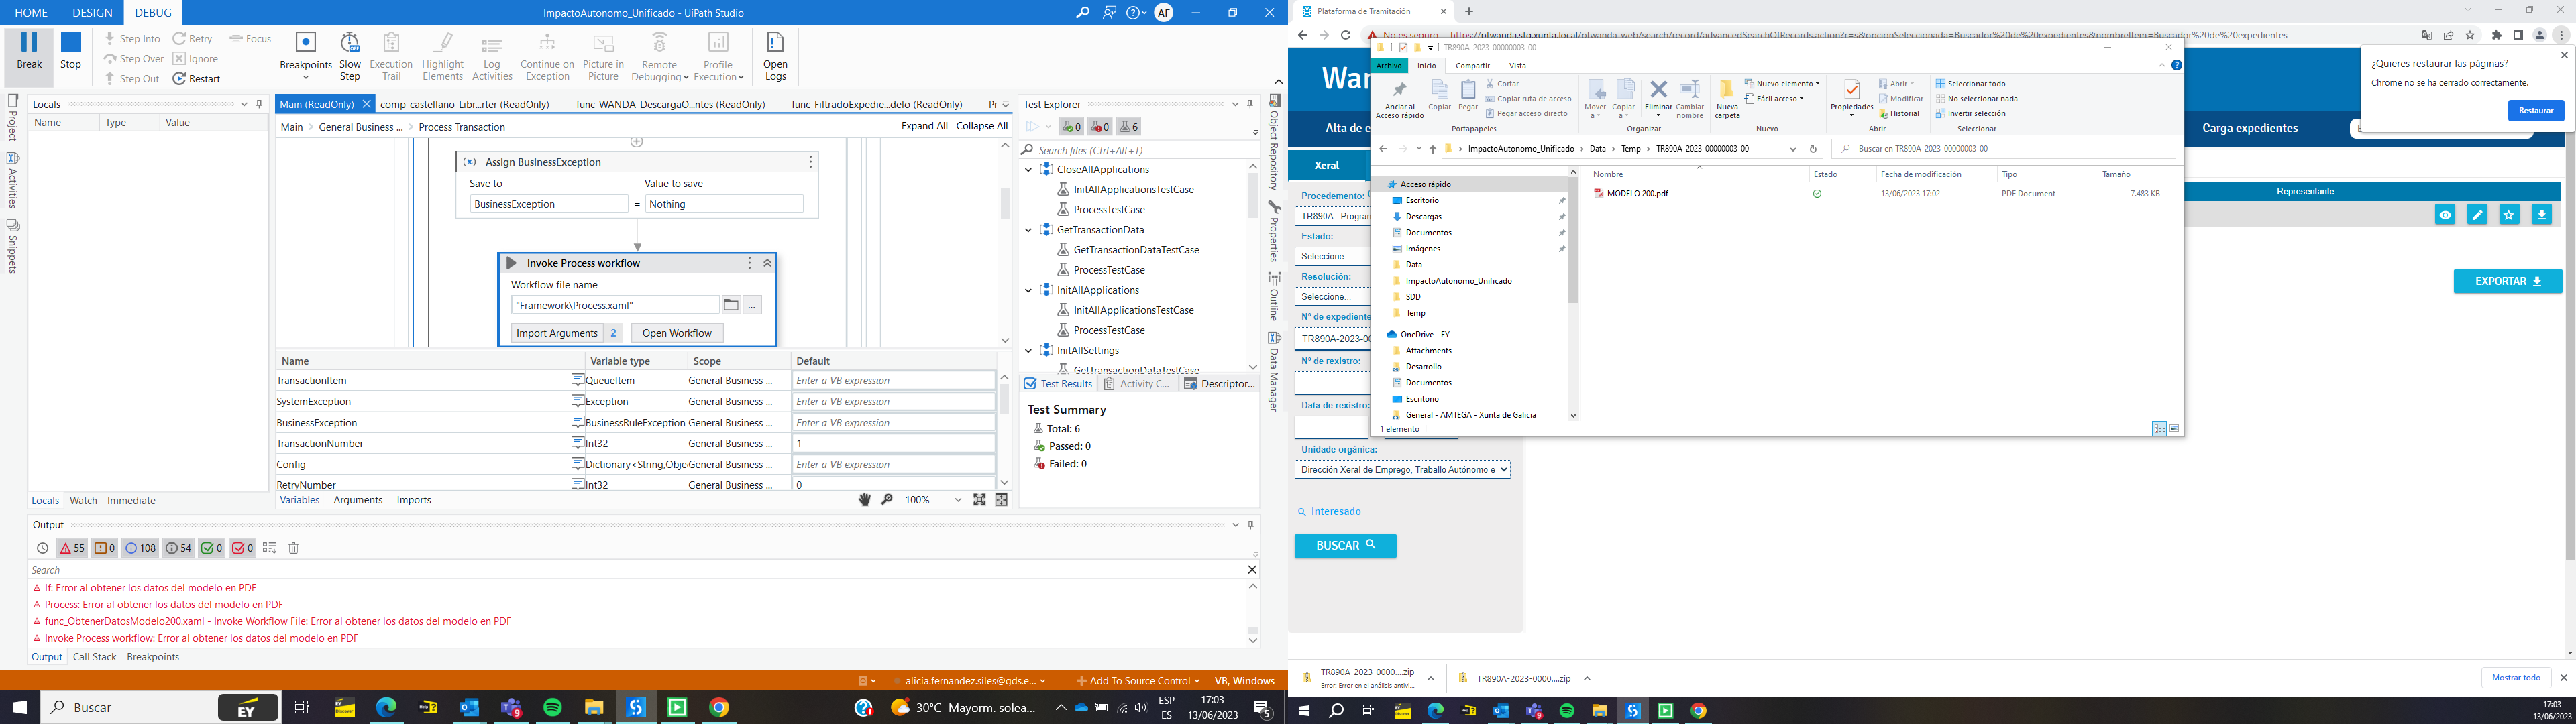 HOME DESIGN DEBUG
ImpactoAutonomo_Unificado - UiPath Studio
AF
Break
Stop
Step Into
Step Over
Step Out
Retry
Ignore
Restart
Focus
Breakpoints
Slow Step
Execution Trail
Highlight Elements
Log Activities
Continue on Exception
Picture in Picture
Remote Debugging
Profile Execution
Open Logs
Project
Activities
Snippets
Locals
Name Type Value
Locals Watch Immediate
Main (ReadOnly)
comp_castellano_Libr...rter (ReadOnly)
func_WANDA_DescargaO...ntes (ReadOnly)
func_FiltradoExpedie...delo (ReadOnly)
Pr
Main > General Business ... > Process Transaction
Expand All Collapse All
Assign BusinessException
Save to Value to save
BusinessException = Nothing
Invoke Process workflow
Workflow file name
"Framework\Process.xaml"
...
Import Arguments 2 Open Workflow
Name Variable type Scope Default
TransactionItem QueueItem General Business ... Enter a VB expression
SystemException Exception General Business ... Enter a VB expression
BusinessException BusinessRuleException General Business ... Enter a VB expression
TransactionNumber Int32 General Business ... 1
Config Dictionary<String,Obje General Business ... Enter a VB expression
RetryNumber Int32 General Business ... 0
Variables Arguments Imports
100%
Test Explorer
0 0 6
Search files (Ctrl+Alt+T)
CloseAllApplications
InitAllApplicationsTestCase
ProcessTestCase
GetTransactionData
GetTransactionDataTestCase
ProcessTestCase
InitAllApplications
InitAllApplicationsTestCase
ProcessTestCase
InitAllSettings
GetTransactionDataTestCase
Test Results Activity C... Descriptor...
Test Summary
Total: 6
Passed: 0
Failed: 0
Object Repository
Properties
Outline
Data Manager
Output
55 0 108 54 0 0
Search
If: Error al obtener los datos del modelo en PDF
Process: Error al obtener los datos del modelo en PDF
func_ObtenerDatosModelo200.xaml - Invoke Workflow File: Error al obtener los datos del modelo en PDF
Invoke Process workflow: Error al obtener los datos del modelo en PDF
Output Call Stack Breakpoints
alicia.fernandez.siles@gds.e...
Add To Source Control
VB, Windows
Buscar
EY
30°C Mayorm. solea...
ESP
ES
17:03
13/06/2023
5
Plataforma de Tramitación
No es seguro
https://ptwanda.stg.xunta.local/ptwanda-web/search/record/advancedSearchOfRecords.action?r=s&opcionSeleccionada=Buscador%20de%20expedientes&nombreItem=Buscador%20de%20expedientes
¿Quieres restaurar las páginas?
Chrome no se ha cerrado correctamente.
Restaurar
Wan
Alta de e
Carga expedientes
Xeral
Procedemento:
TR890A - Program
Estado:
Seleccione...
Resolución:
Seleccione...
Nº de expediente
TR890A-2023-00
Nº de rexistro:
Data de rexistro:
Unidade orgánica:
Dirección Xeral de Emprego, Traballo Autónomo e
Interesado
BUSCAR
Representante
EXPORTAR
TR890A-2023-00000003-00
Archivo Inicio Compartir Vista
Anclar al Acceso rápido
Copiar
Pegar
Cortar
Copiar ruta de acceso
Pegar acceso directo
Portapapeles
Mover a
Copiar a
Eliminar
Cambiar nombre
Organizar
Nueva carpeta
Nuevo elemento
Fácil acceso
Nuevo
Propiedades
Abrir
Modificar
Historial
Abrir
Seleccionar todo
No seleccionar nada
Invertir selección
Seleccionar
ImpactoAutonomo_Unificado > Data > Temp > TR890A-2023-00000003-00
Buscar en TR890A-2023-00000003-00
Nombre Estado Fecha de modificación Tipo Tamaño
MODELO 200.pdf 13/06/2023 17:02 PDF Document 7.483 KB
Acceso rápido
Escritorio
Descargas
Documentos
Imágenes
Data
ImpactoAutonomo_Unificado
SDD
Temp
OneDrive - EY
Attachments
Desarrollo
Documentos
Escritorio
General - AMTEGA - Xunta de Galicia
1 elemento
TR890A-2023-0000....zip
Error: Error en el análisis antivi...
TR890A-2023-0000....zip
Mostrar todo
17:03
13/06/2023